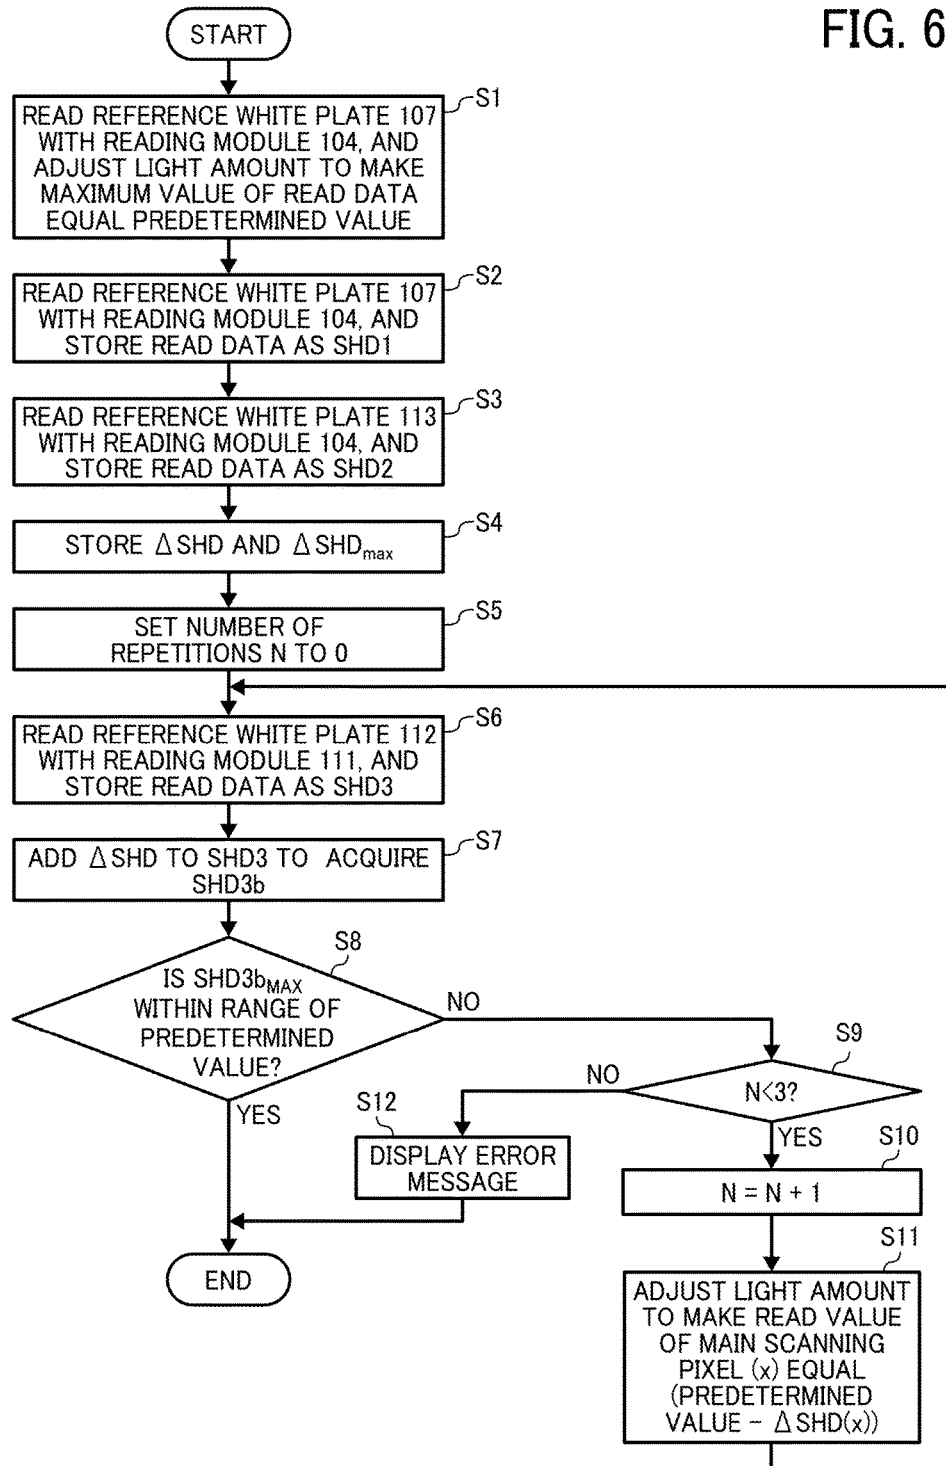 FIG. 6
START
S1
READ REFERENCE WHITE PLATE 107
WITH READING MODULE 104, AND
ADJUST LIGHT AMOUNT TO MAKE
MAXIMUM VALUE OF READ DATA
EQUAL PREDETERMINED VALUE
S2
READ REFERENCE WHITE PLATE 107
WITH READING MODULE 104, AND
STORE READ DATA AS SHD1
S3
READ REFERENCE WHITE PLATE 113
WITH READING MODULE 104, AND
STORE READ DATA AS SHD2
S4
STORE ΔSHD AND ΔSHDmax
S5
SET NUMBER OF
REPETITIONS N TO 0
S6
READ REFERENCE WHITE PLATE 112
WITH READING MODULE 111, AND
STORE READ DATA AS SHD3
S7
ADD ΔSHD TO SHD3 TO ACQUIRE
SHD3b
S8
IS SHD3bMAX
WITHIN RANGE OF
PREDETERMINED
VALUE?
NO
YES
S9
N<3?
NO
YES
S12
DISPLAY ERROR
MESSAGE
S10
N = N + 1
END
S11
ADJUST LIGHT AMOUNT
TO MAKE READ VALUE
OF MAIN SCANNING
PIXEL (x) EQUAL
(PREDETERMINED
VALUE - ΔSHD(x))